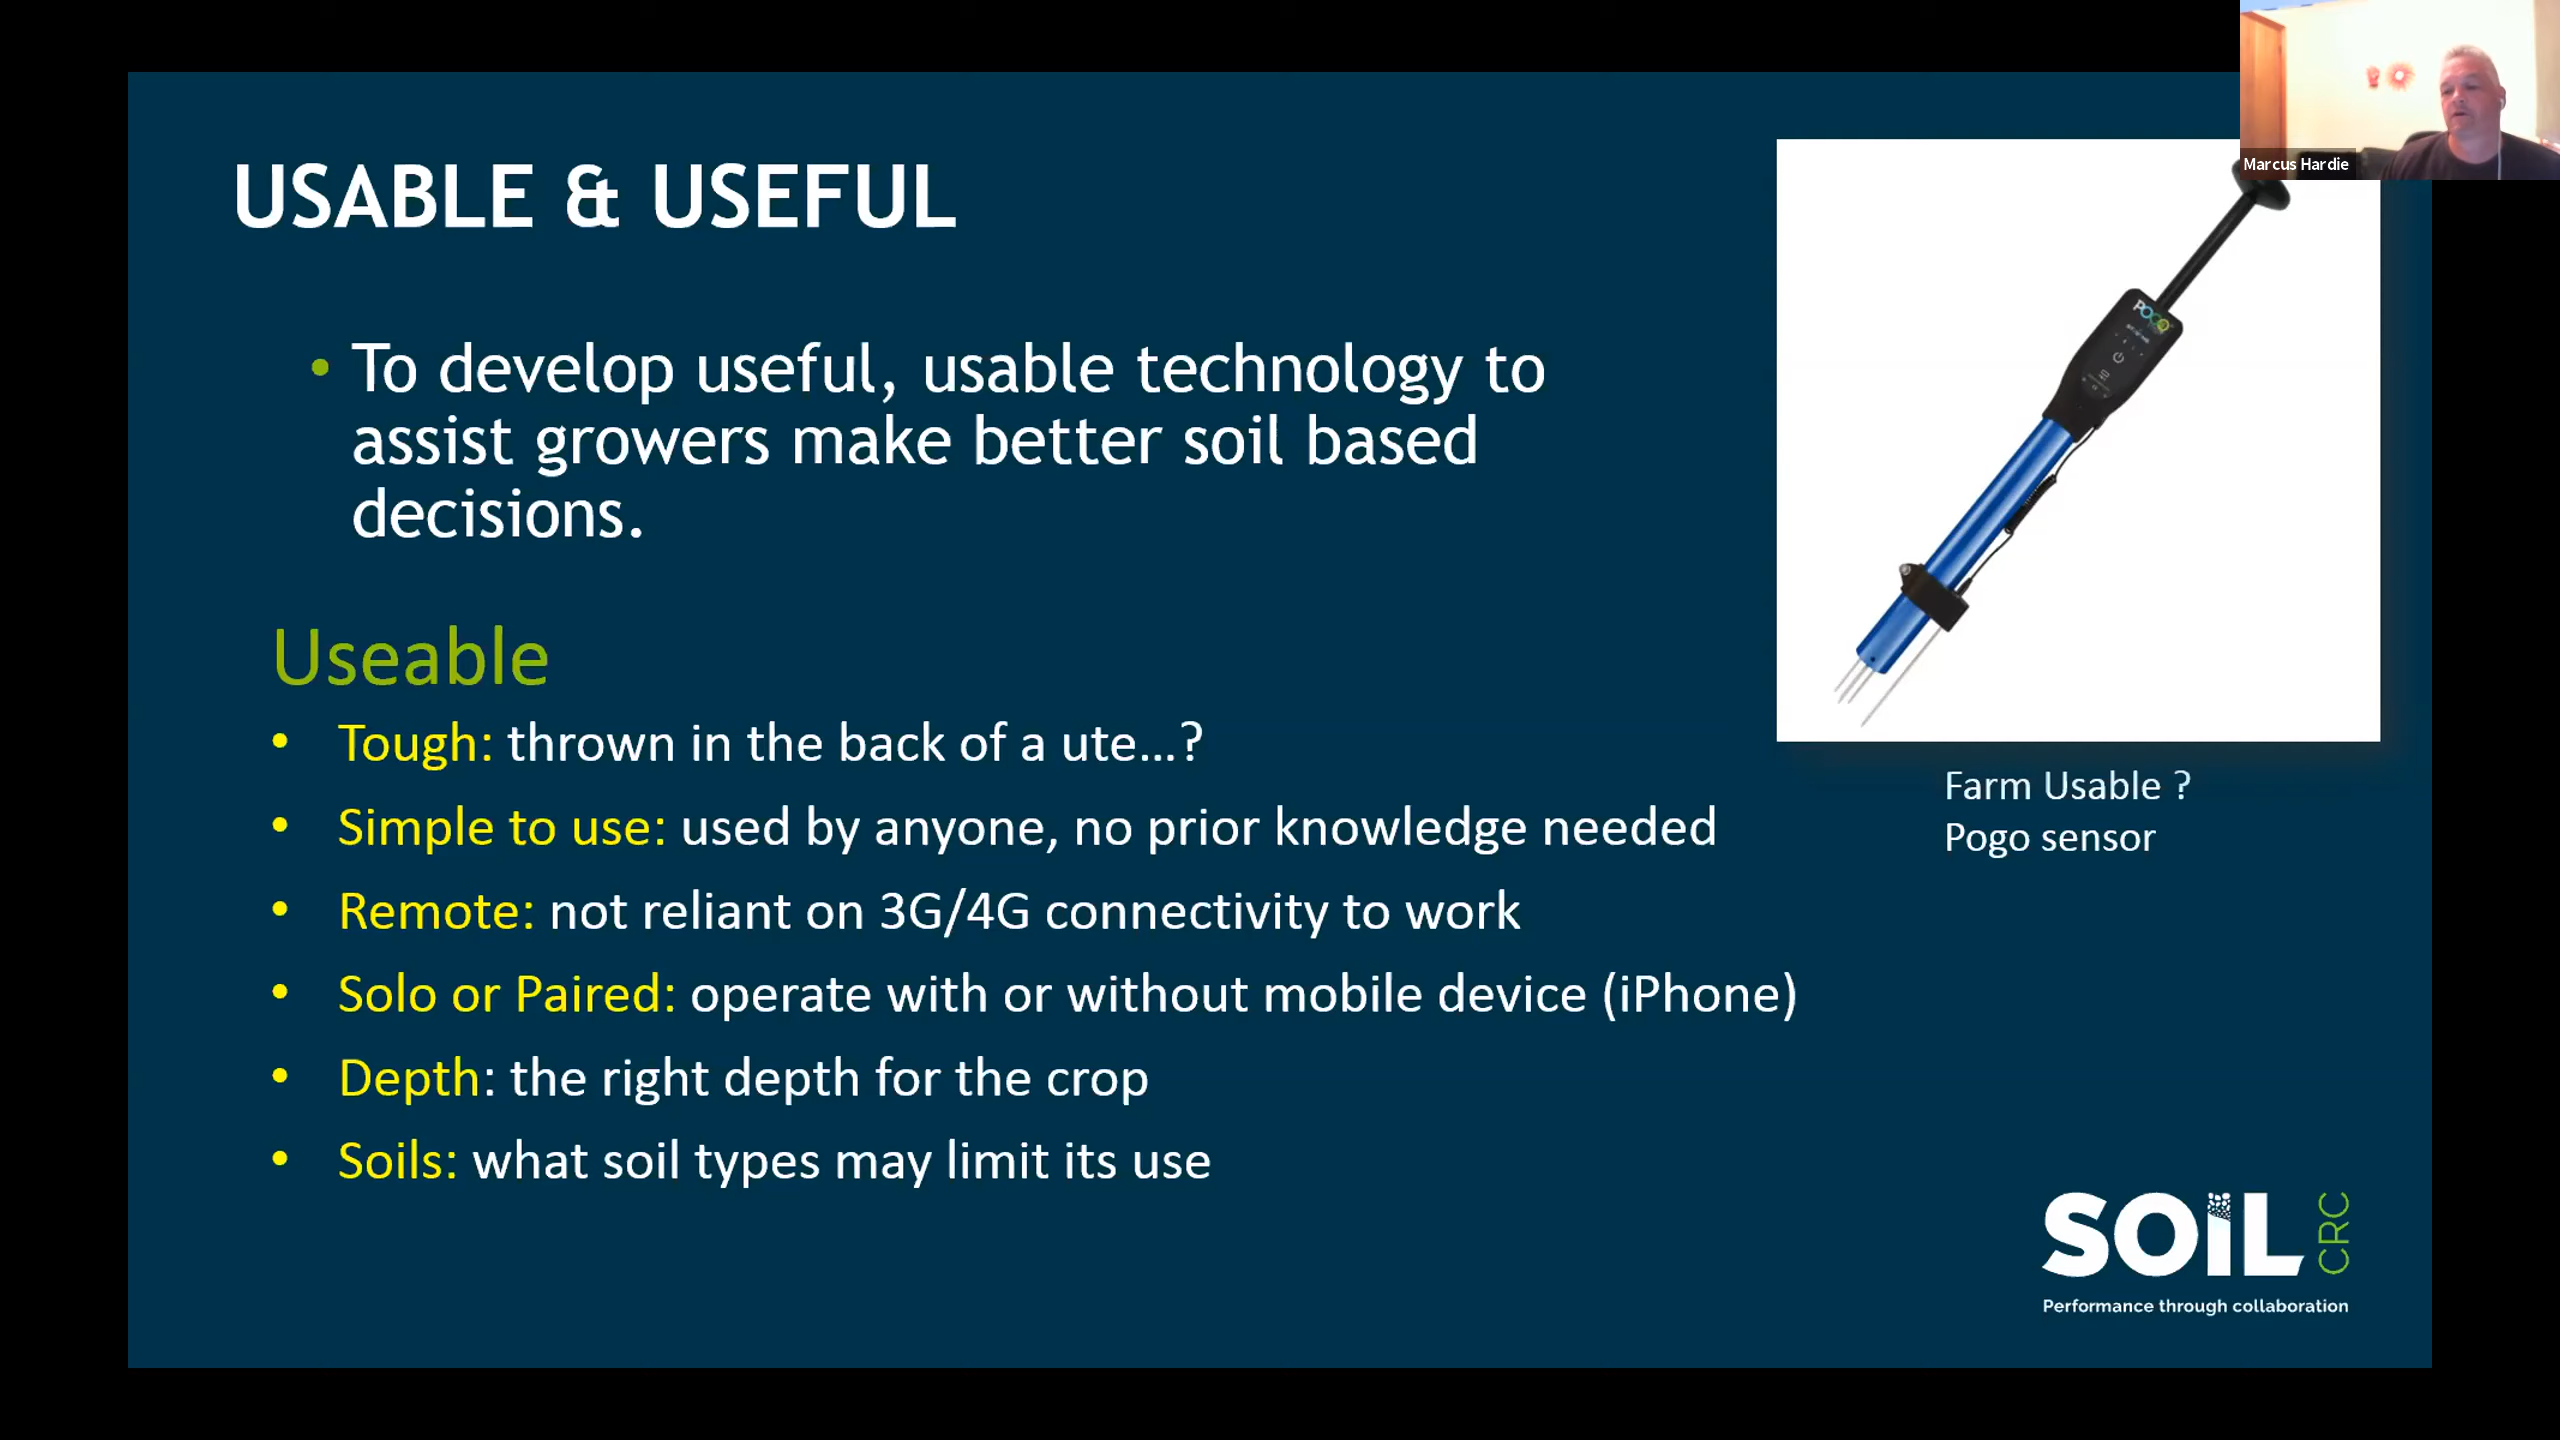 Marcus Hardie
USABLE & USEFUL
• To develop useful, usable technology to
assist growers make better soil based
decisions.
POGO
Useable
• Tough: thrown in the back of a ute...?
• Simple to use: used by anyone, no prior knowledge needed
• Remote: not reliant on 3G/4G connectivity to work
• Solo or Paired: operate with or without mobile device (iPhone)
• Depth: the right depth for the crop
• Soils: what soil types may limit its use
Farm Usable ?
Pogo sensor
SOiL CRC
Performance through collaboration